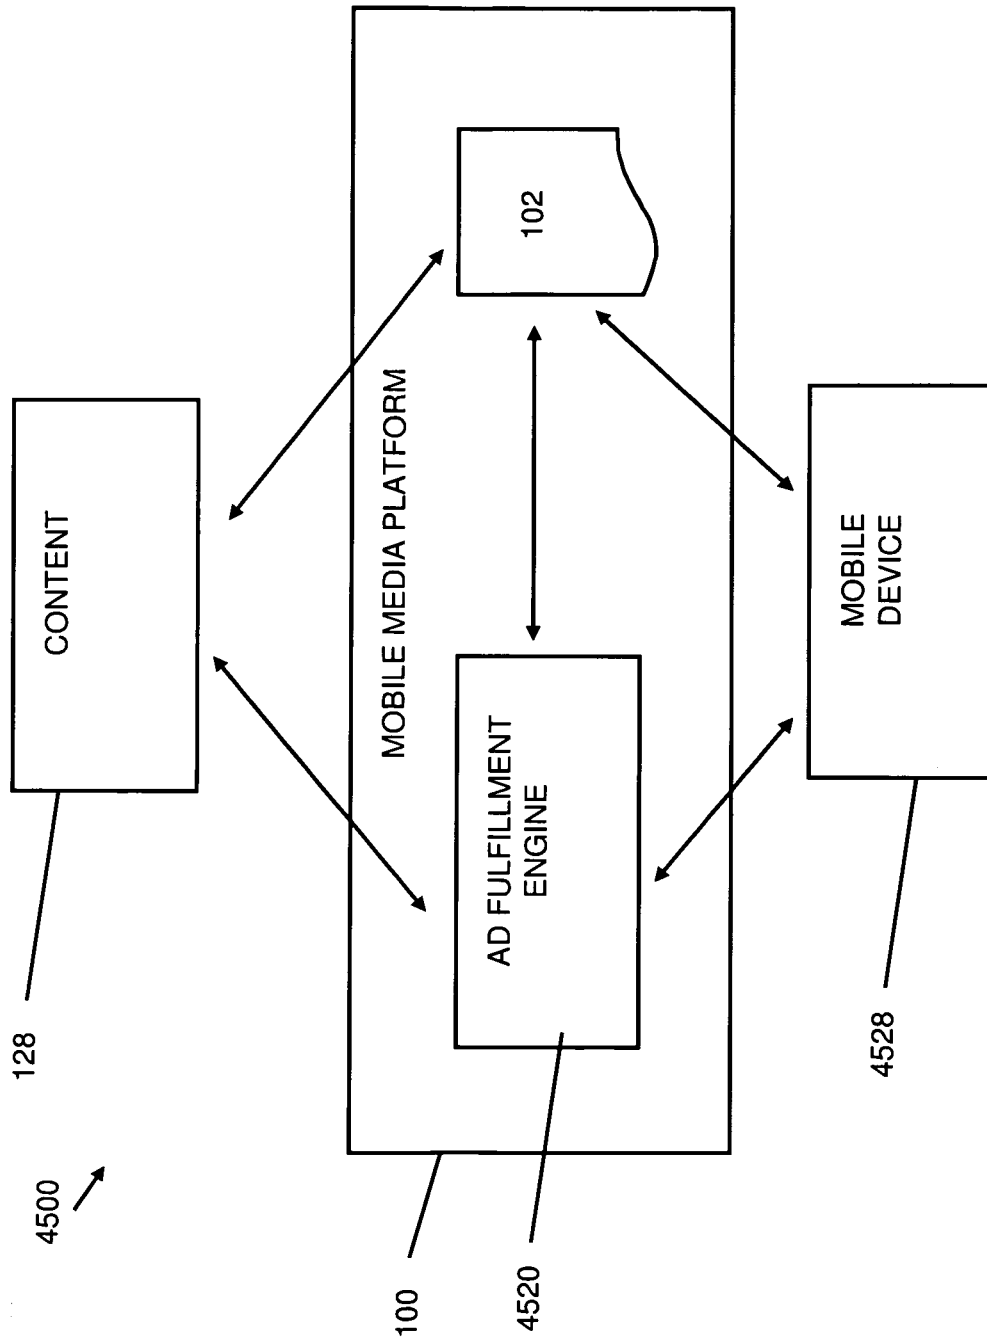 4500
128
CONTENT
100
MOBILE MEDIA PLATFORM
4520
AD FULFILLMENT
ENGINE
102
4528
MOBILE
DEVICE